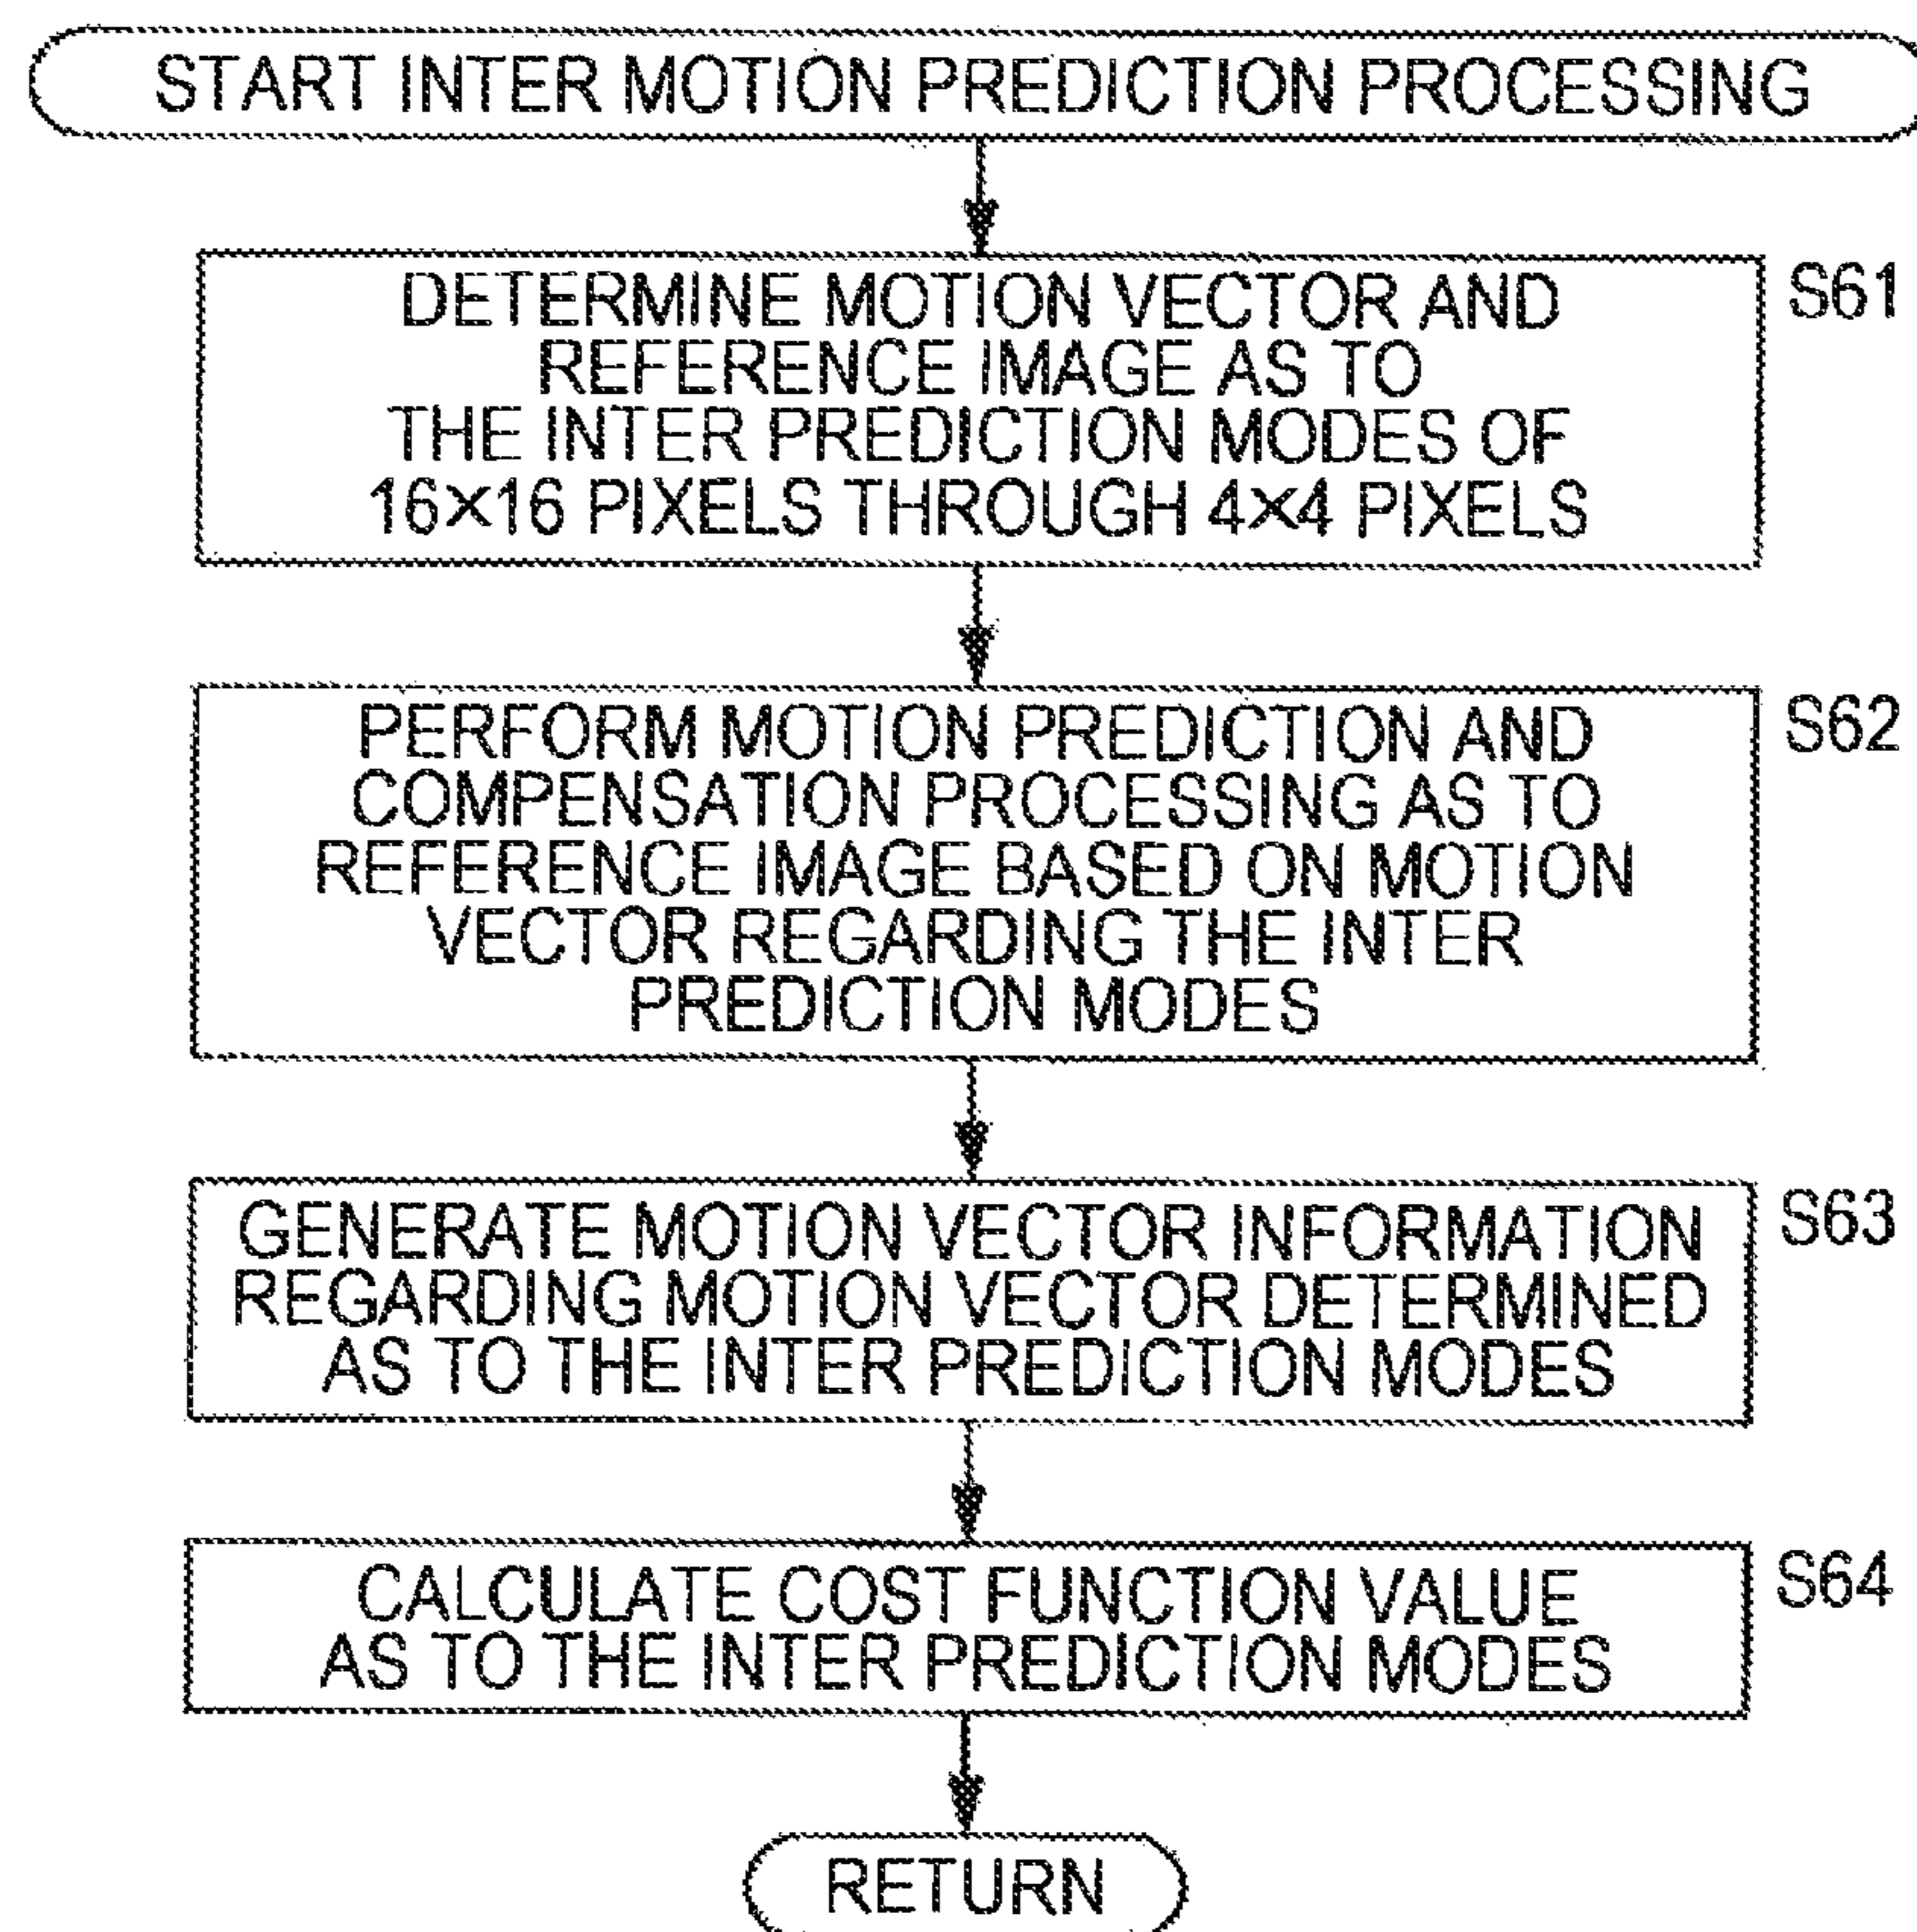 START INTER MOTION PREDICTION PROCESSING
DETERMINE MOTION VECTOR AND
REFERENCE IMAGE AS TO
THE INTER PREDICTION MODES OF
16×16 PIXELS THROUGH 4×4 PIXELS
S61
PERFORM MOTION PREDICTION AND
COMPENSATION PROCESSING AS TO
REFERENCE IMAGE BASED ON MOTION
VECTOR REGARDING THE INTER
PREDICTION MODES
S62
GENERATE MOTION VECTOR INFORMATION
REGARDING MOTION VECTOR DETERMINED
AS TO THE INTER PREDICTION MODES
S63
CALCULATE COST FUNCTION VALUE
AS TO THE INTER PREDICTION MODES
S64
RETURN